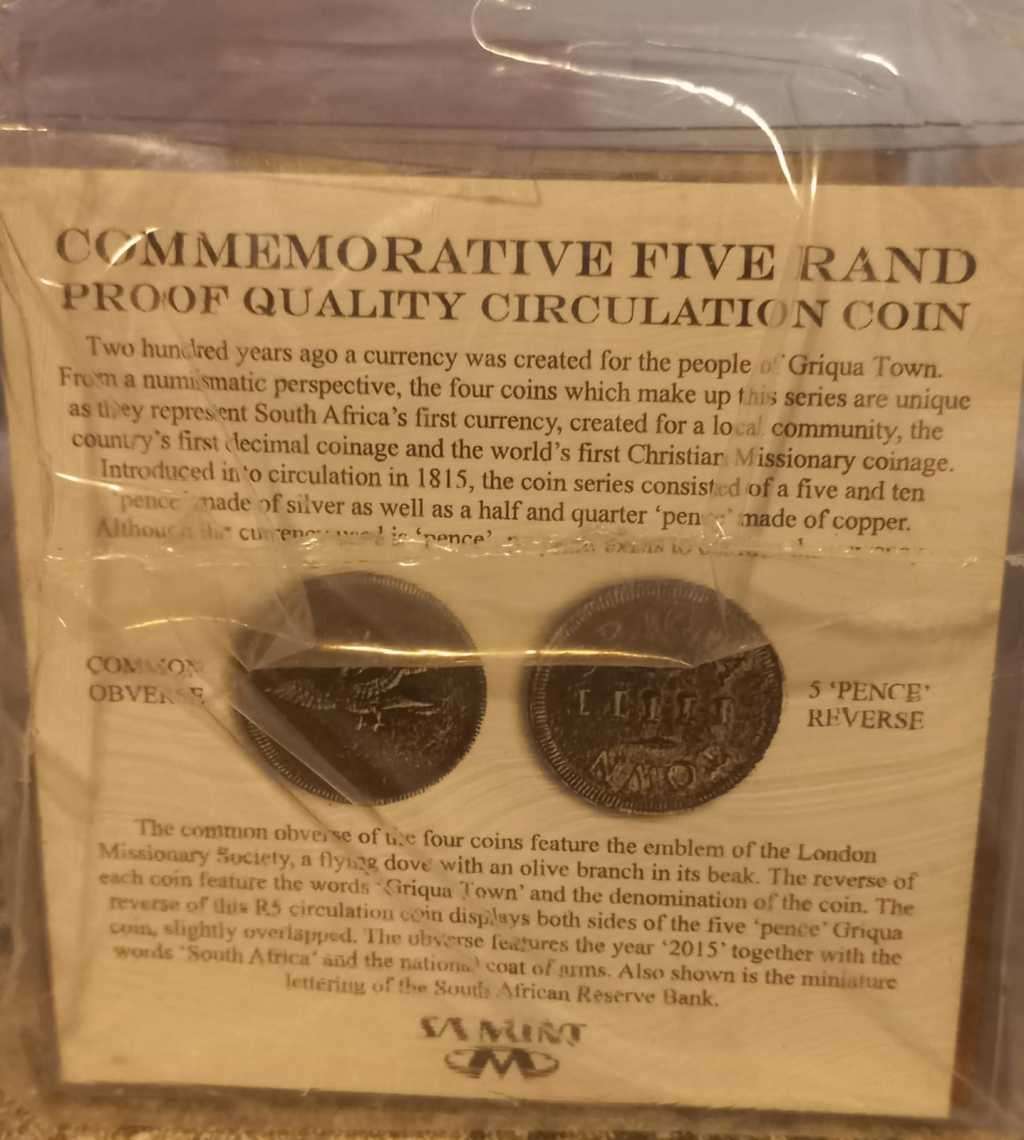 COMMEMORATIVE FIVE RAND
PROOF QUALITY CIRCULATION COIN
Two hundred years ago a currency was created for the people of Griqua Town.
From a numismatic perspective, the four coins which make up this series are unique
as they represent South Africa's first currency, created for a local community, the
country's first decimal coinage and the world's first Christian Missionary coinage.
Introduced into circulation in 1815, the coin series consisted of a five and ten
'pence' made of silver as well as a half and quarter 'pence' made of copper.
Although the currency used is 'pence',
COMMON
OBVERSE
IIIII
TOWN
5 'PENCE'
REVERSE
The common obverse of the four coins feature the emblem of the London
Missionary Society, a flying dove with an olive branch in its beak. The reverse of
each coin feature the words 'Griqua Town' and the denomination of the coin. The
reverse of this R5 circulation coin displays both sides of the five 'pence' Griqua
coin, slightly overlapped. The obverse features the year '2015' together with the
words 'South Africa' and the national coat of arms. Also shown is the miniature
lettering of the South African Reserve Bank.
SA MINT